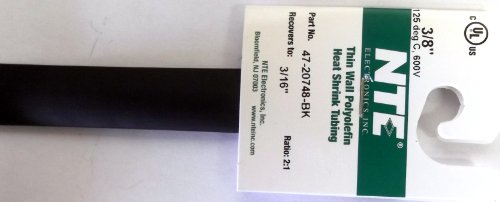 c UL us
3/8"
125 deg C, 600V
NTE®
ELECTRONICS INC
Thin Wall Polyolefin
Heat Shrink Tubing
Part No. 47-20748-BK
Recovers to: 3/16" Ratio: 2:1
NTE Electronics, Inc.
Bloomfield, NJ 07003
www.nteinc.com